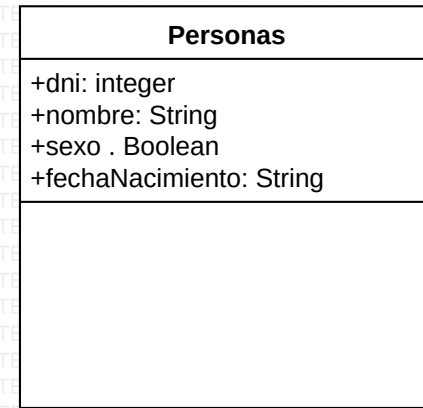 Personas
+dni: integer
+nombre: String
+sexo . Boolean
+fechaNacimiento: String